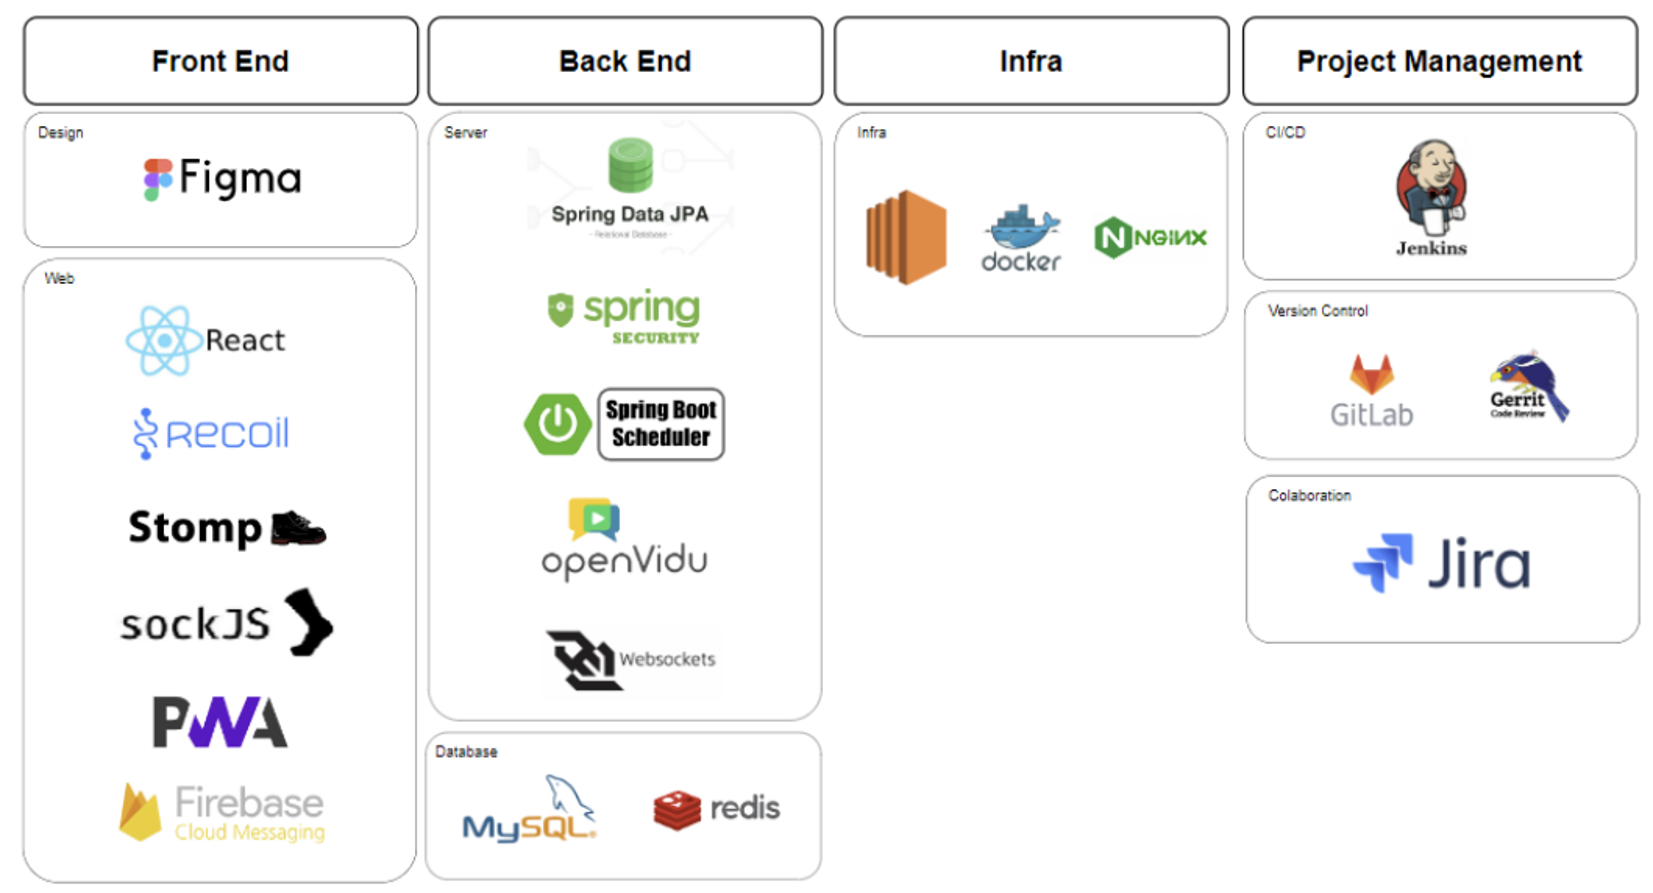 Front End
Back End
Infra
Project Management
Design
Figma
Web
React
RECOIL
Stomp
sockJS
PWA
Firebase
Cloud Messaging
Server
Spring Data JPA
- Relational Database -
spring
SECURITY
Spring Boot
Scheduler
openVidu
Websockets
Database
MySQL®
redis
Infra
docker
NGINX
CI/CD
Jenkins
Version Control
GitLab
Gerrit
Code Review
Colaboration
Jira